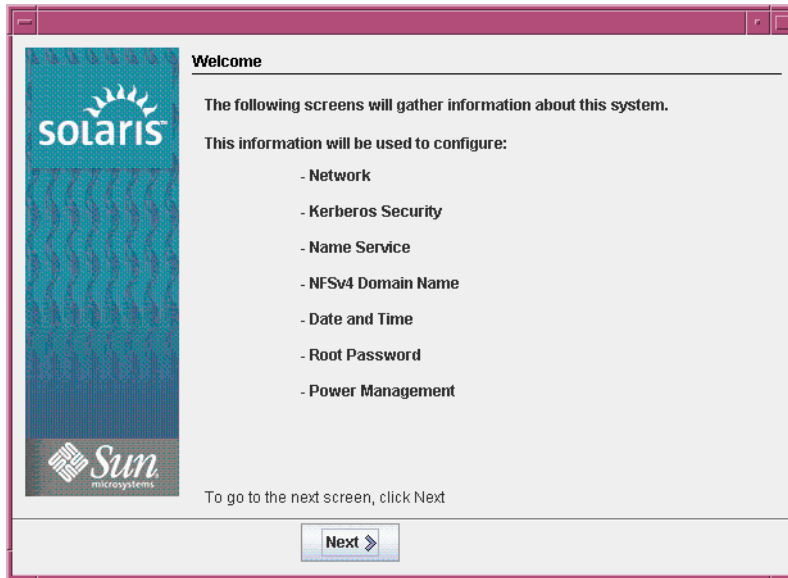 Welcome
solaris™
The following screens will gather information about this system.
This information will be used to configure:
- Network
- Kerberos Security
- Name Service
- NFSv4 Domain Name
- Date and Time
- Root Password
- Power Management
Sun
microsystems
To go to the next screen, click Next
Next